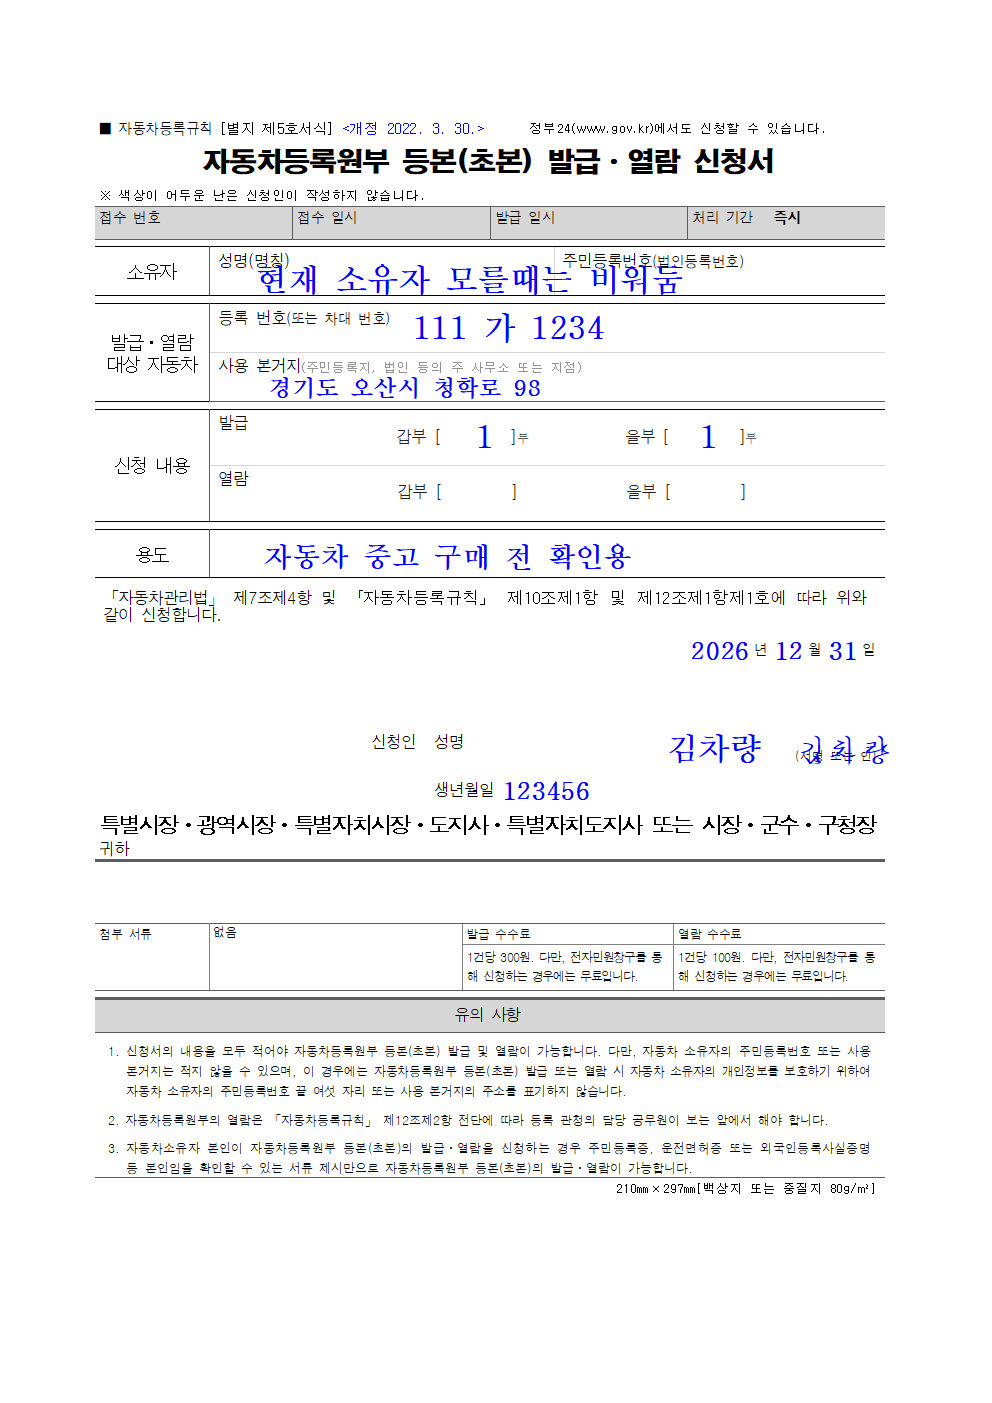 ■ 자동차등록규칙 [별지 제5호서식] <개정 2022. 3. 30.> 정부24(www.gov.kr)에서도 신청할 수 있습니다.
자동차등록원부 등본(초본) 발급·열람 신청서
※ 색상이 어두운 난은 신청인이 작성하지 않습니다.
접수 번호 접수 일시 발급 일시 처리 기간 즉시
소유자 성명(명칭) 주민등록번호(법인등록번호)
현재 소유자 모를때는 비워둠
발급·열람 대상 자동차
등록 번호(또는 차대 번호) 111 가 1234
사용 본거지(주민등록지, 법인 등의 주 사무소 또는 지점)
경기도 오산시 청학로 98
신청 내용
발급 갑부 [ 1 ]부 을부 [ 1 ]부
열람 갑부 [ ] 을부 [ ]
용도 자동차 중고 구매 전 확인용
「자동차관리법」 제7조제4항 및 「자동차등록규칙」 제10조제1항 및 제12조제1항제1호에 따라 위와
같이 신청합니다.
2026 년 12 월 31 일
신청인 성명 김차량 (서명 또는 인) 김차량
생년월일 123456
특별시장·광역시장·특별자치시장·도지사·특별자치도지사 또는 시장·군수·구청장
귀하
첨부 서류 없음 발급 수수료 열람 수수료
1건당 300원. 다만, 전자민원창구를 통해 신청하는 경우에는 무료입니다.
1건당 100원. 다만, 전자민원창구를 통해 신청하는 경우에는 무료입니다.
유의 사항
1. 신청서의 내용을 모두 적어야 자동차등록원부 등본(초본) 발급 및 열람이 가능합니다. 다만, 자동차 소유자의 주민등록번호 또는 사용
본거지는 적지 않을 수 있으며, 이 경우에는 자동차등록원부 등본(초본) 발급 또는 열람 시 자동차 소유자의 개인정보를 보호하기 위하여
자동차 소유자의 주민등록번호 끝 여섯 자리 또는 사용 본거지의 주소를 표기하지 않습니다.
2. 자동차등록원부의 열람은 「자동차등록규칙」 제12조제2항 전단에 따라 등록 관청의 담당 공무원이 보는 앞에서 해야 합니다.
3. 자동차소유자 본인이 자동차등록원부 등본(초본)의 발급·열람을 신청하는 경우 주민등록증, 운전면허증 또는 외국인등록사실증명
등 본인임을 확인할 수 있는 서류 제시만으로 자동차등록원부 등본(초본)의 발급·열람이 가능합니다.
210㎜×297㎜[백상지 또는 중질지 80g/㎡]